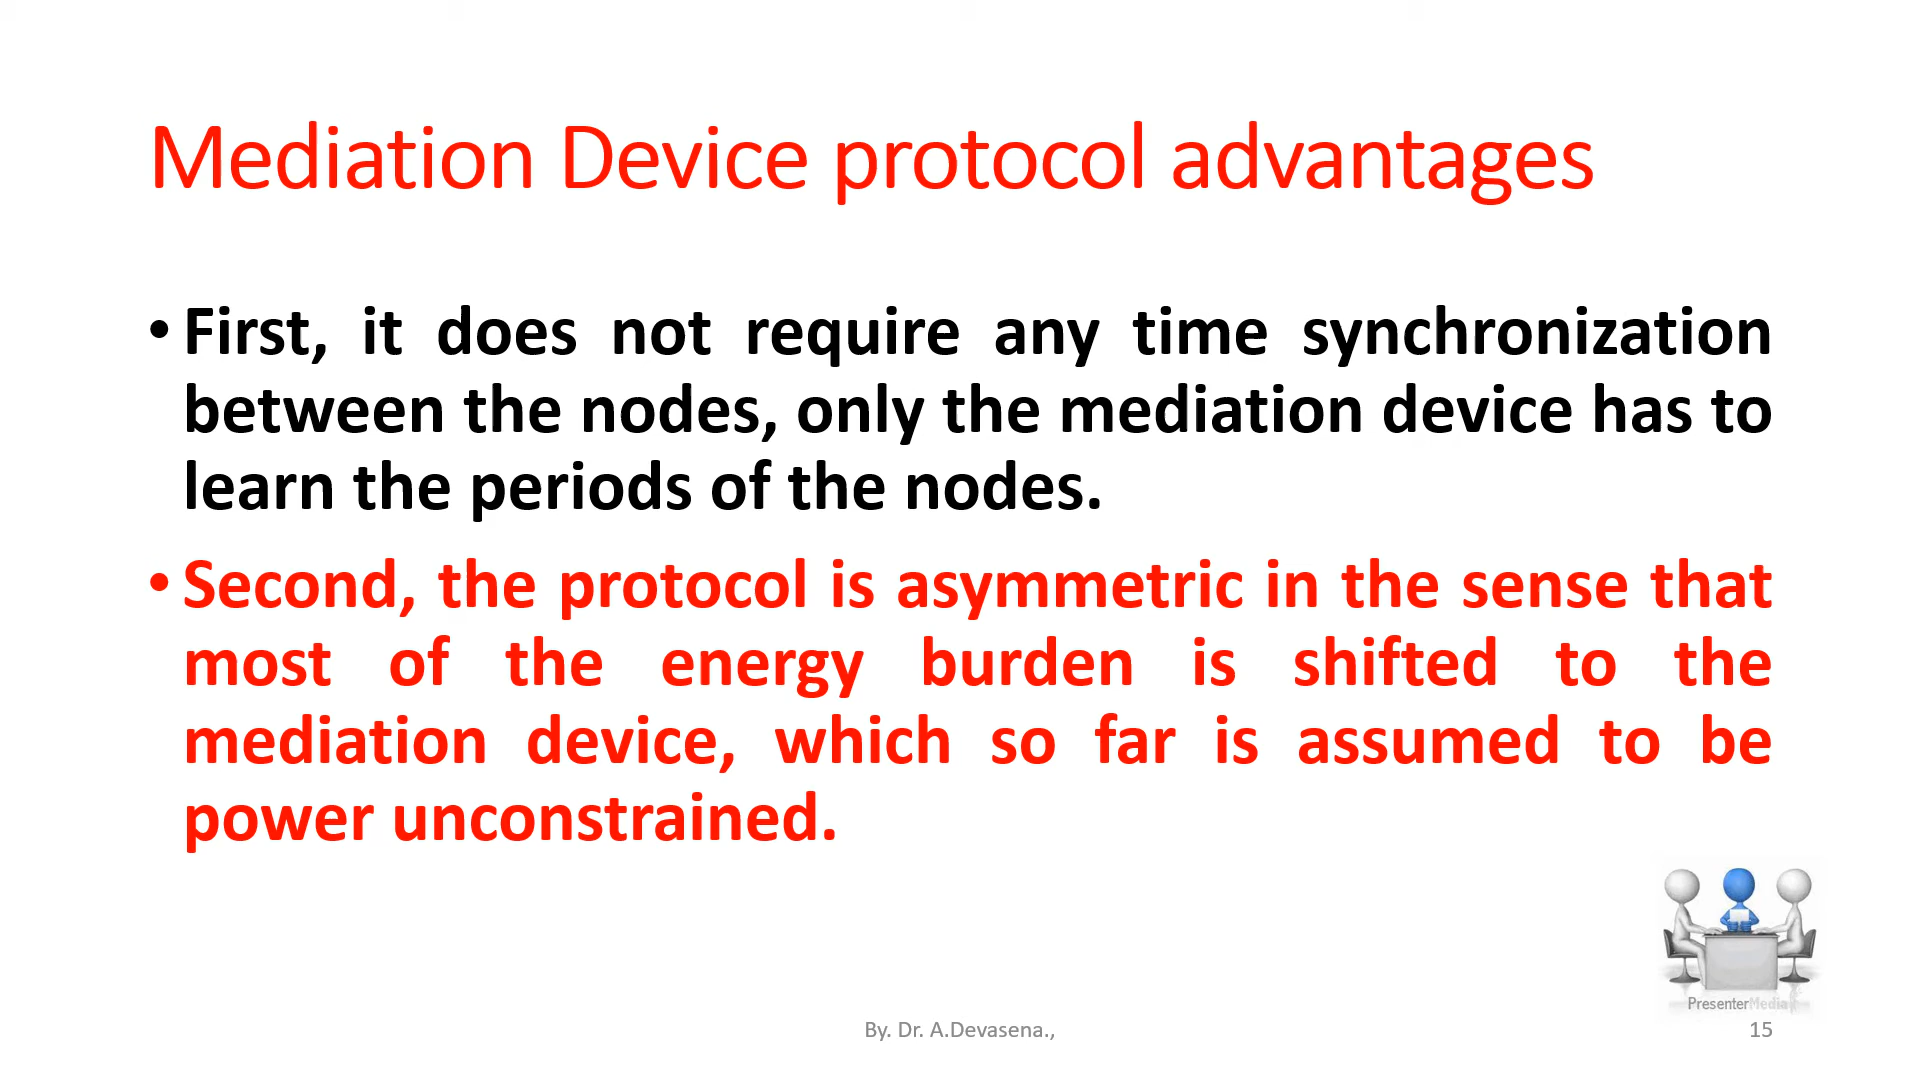 Mediation Device protocol advantages
• First, it does not require any time synchronization
between the nodes, only the mediation device has to
learn the periods of the nodes.
• Second, the protocol is asymmetric in the sense that
most of the energy burden is shifted to the
mediation device, which so far is assumed to be
power unconstrained.
PresenterMedia
By. Dr. A.Devasena.,
15